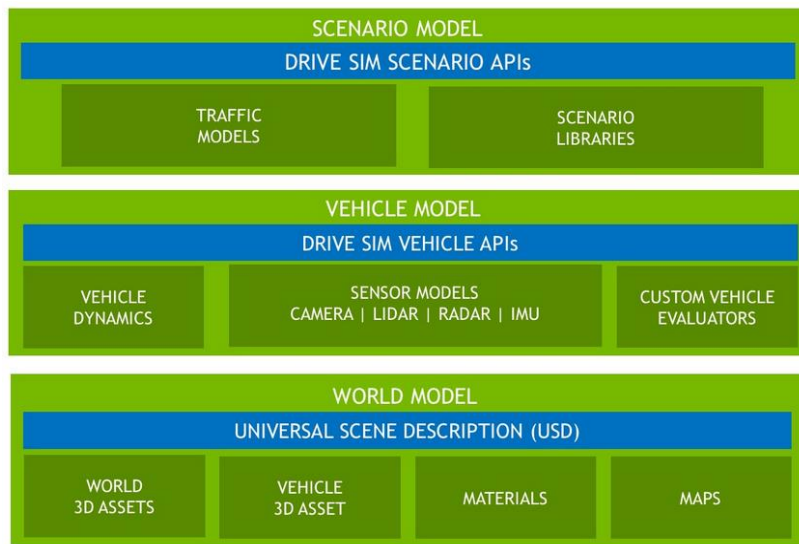 SCENARIO MODEL
DRIVE SIM SCENARIO APIs
TRAFFIC
MODELS
SCENARIO
LIBRARIES
VEHICLE MODEL
DRIVE SIM VEHICLE APIs
VEHICLE
DYNAMICS
SENSOR MODELS
CAMERA | LIDAR | RADAR | IMU
CUSTOM VEHICLE
EVALUATORS
WORLD MODEL
UNIVERSAL SCENE DESCRIPTION (USD)
WORLD
3D ASSETS
VEHICLE
3D ASSET
MATERIALS
MAPS